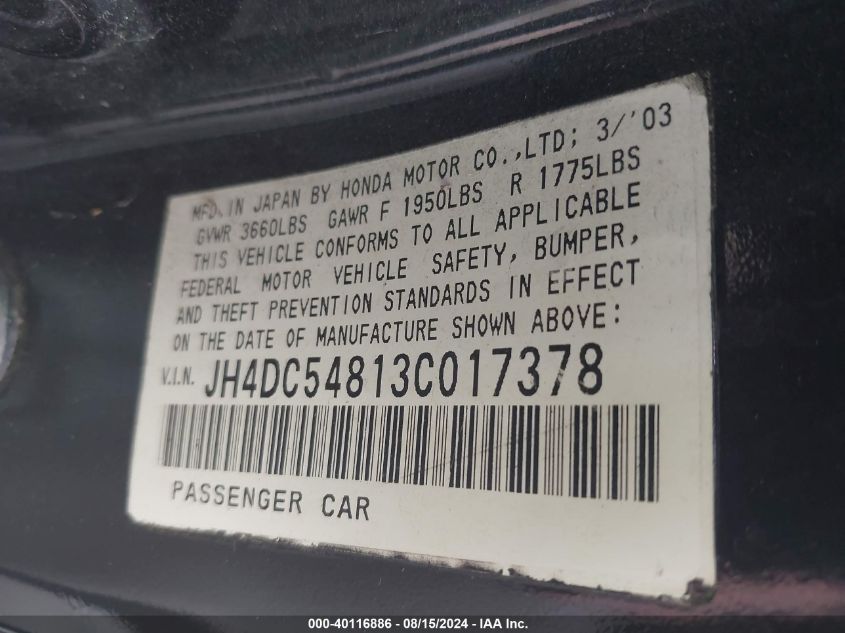 MFD. IN JAPAN BY HONDA MOTOR CO.,LTD; 3/'03
GVWR 3660LBS GAWR F 1950LBS R 1775LBS
THIS VEHICLE CONFORMS TO ALL APPLICABLE
FEDERAL MOTOR VEHICLE SAFETY, BUMPER,
AND THEFT PREVENTION STANDARDS IN EFFECT
ON THE DATE OF MANUFACTURE SHOWN ABOVE:
V.I.N. JH4DC54813C017378
PASSENGER CAR
000-40116886 - 08/15/2024 - IAA Inc.